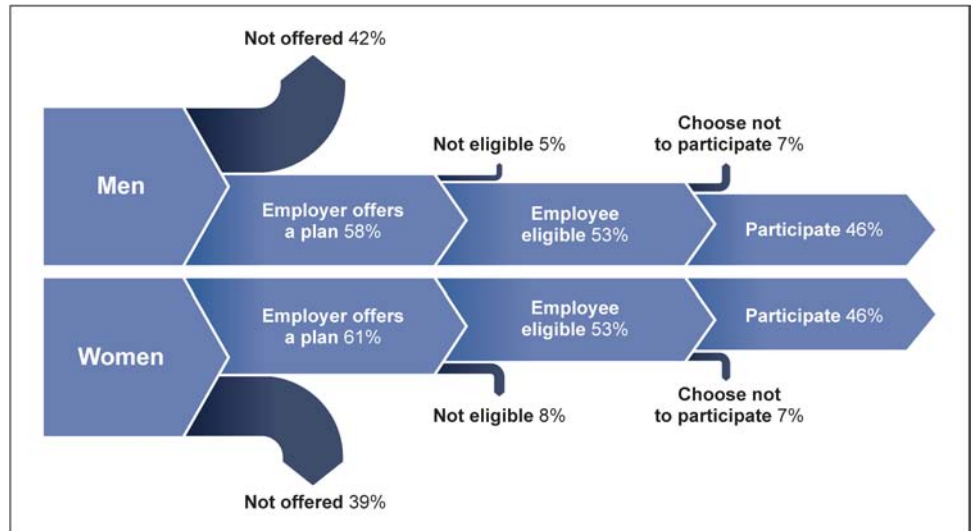 Not offered 42%
Men
Not eligible 5%
Choose not
to participate 7%
Employer offers
a plan 58%
Employee
eligible 53%
Participate 46%
Women
Employer offers
a plan 61%
Employee
eligible 53%
Participate 46%
Not eligible 8%
Choose not
to participate 7%
Not offered 39%